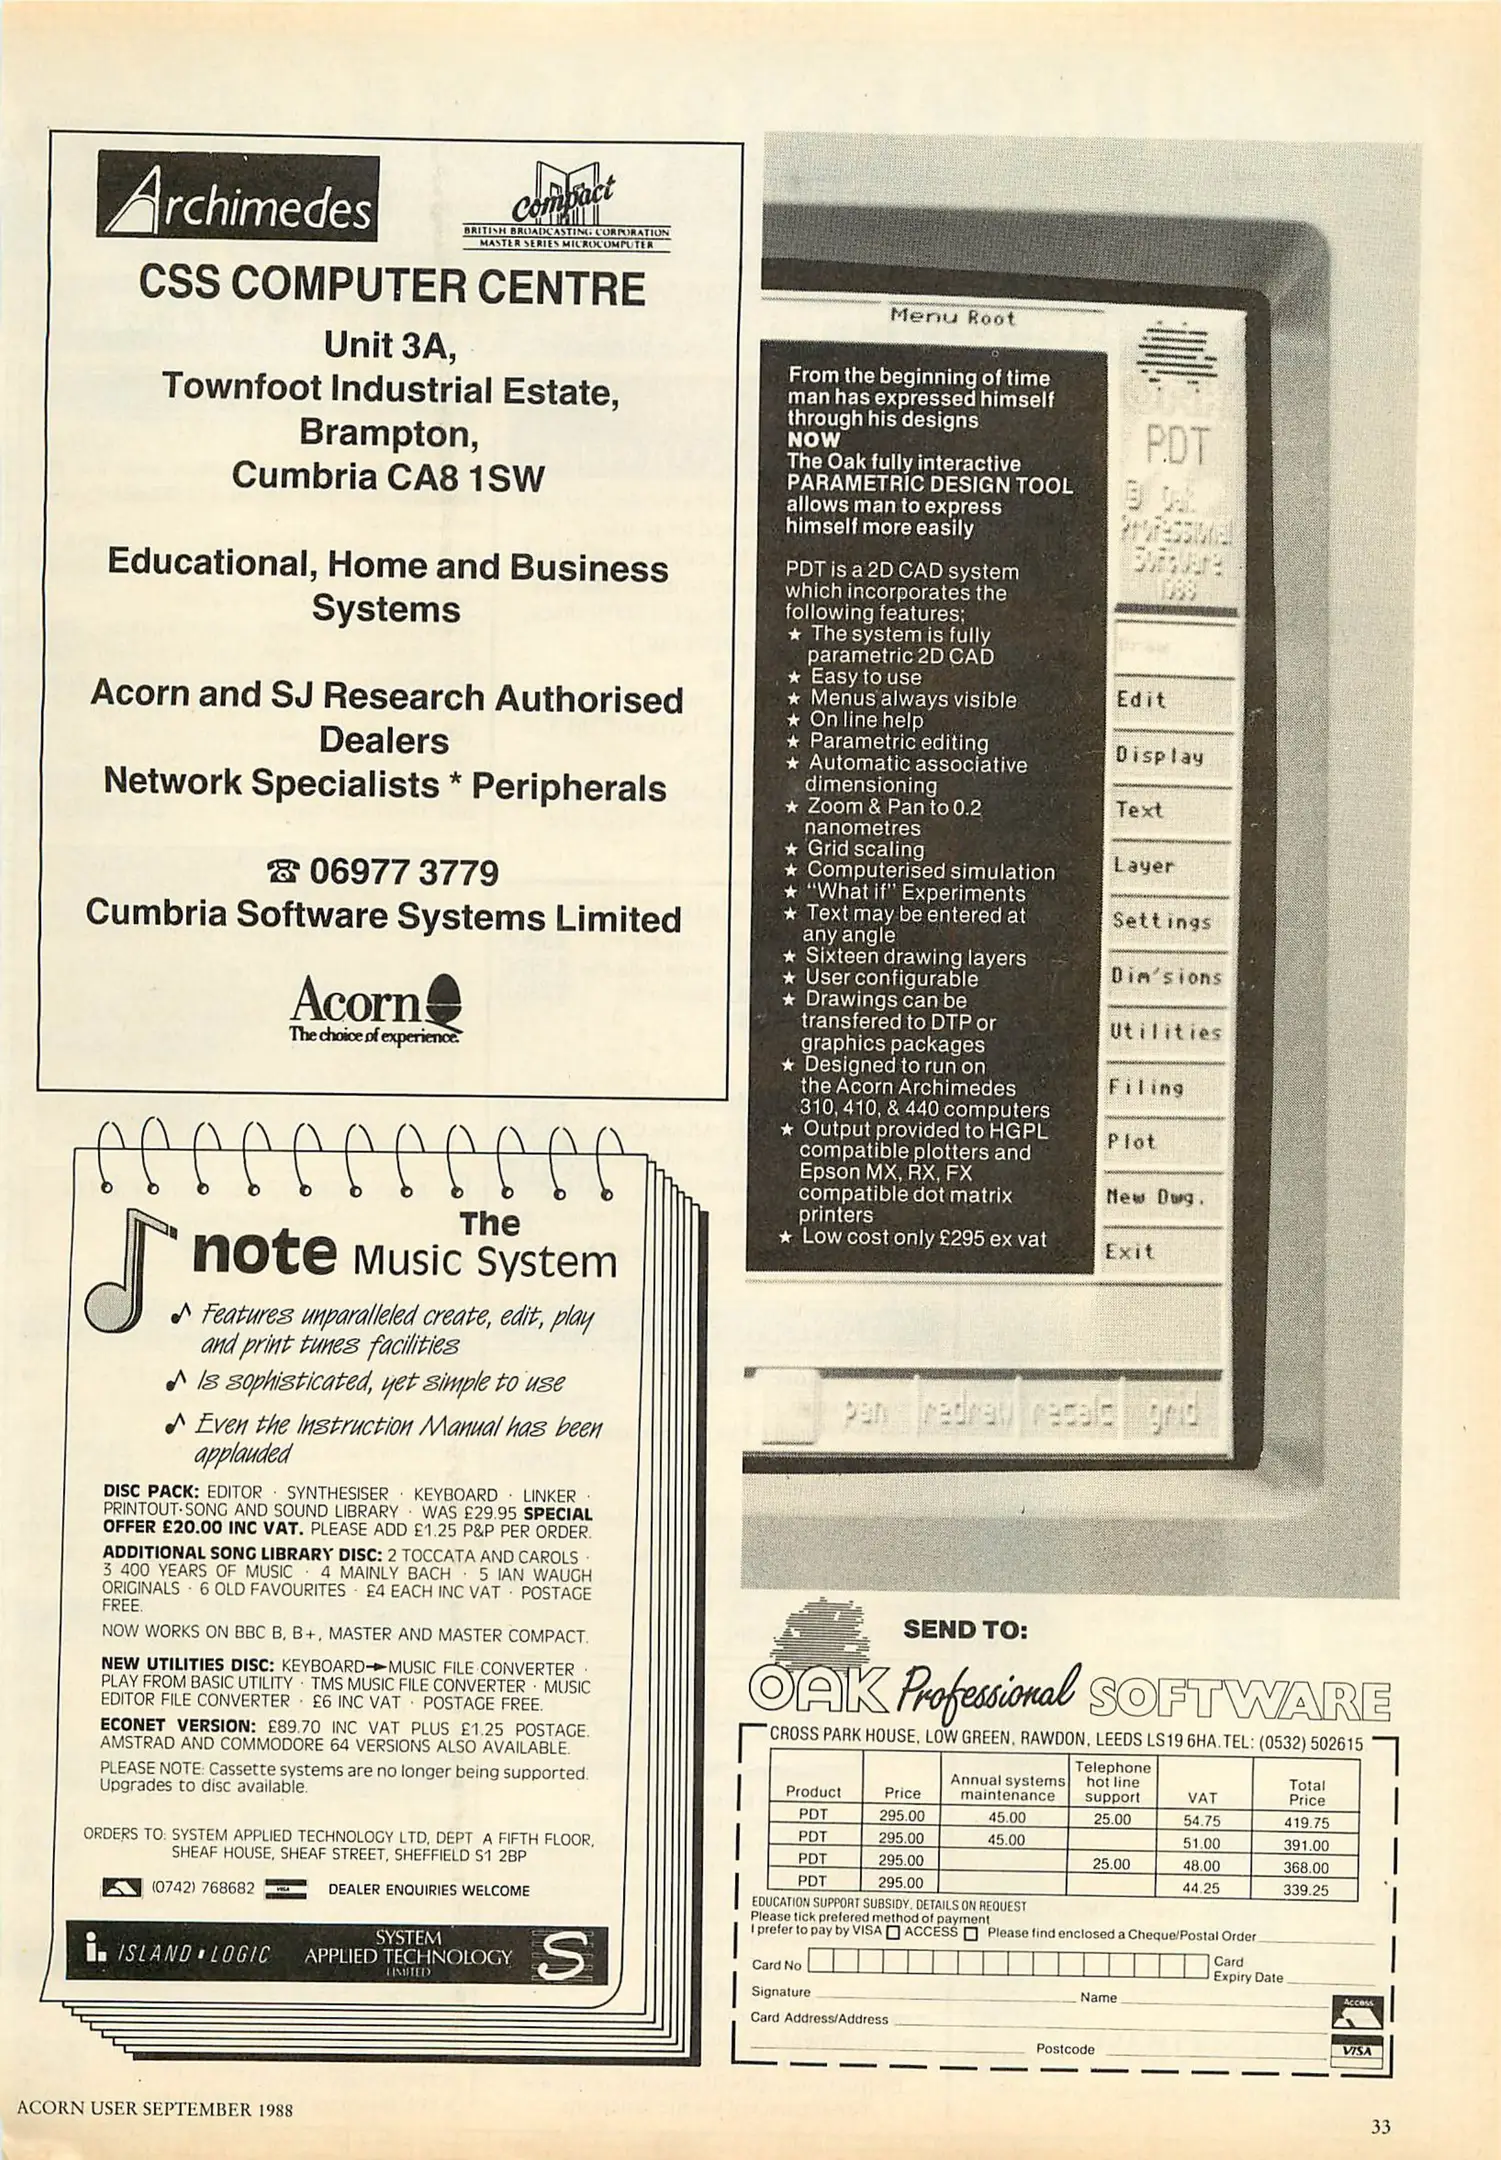 Archimedes
Compact
BRITISH BROADCASTING CORPORATION
MASTER SERIES MICROCOMPUTER
CSS COMPUTER CENTRE
Unit 3A,
Townfoot Industrial Estate,
Brampton,
Cumbria CA8 1SW
Educational, Home and Business
Systems
Acorn and SJ Research Authorised
Dealers
Network Specialists * Peripherals
☎ 06977 3779
Cumbria Software Systems Limited
Acorn
The choice of experience.
The
note Music System
♪ Features unparalleled create, edit, play
and print tunes facilities
♪ Is sophisticated, yet simple to use
♪ Even the Instruction Manual has been
applauded
DISC PACK: EDITOR · SYNTHESISER · KEYBOARD · LINKER ·
PRINTOUT·SONG AND SOUND LIBRARY · WAS £29.95 SPECIAL
OFFER £20.00 INC VAT. PLEASE ADD £1.25 P&P PER ORDER.
ADDITIONAL SONG LIBRARY DISC: 2 TOCCATA AND CAROLS ·
3 400 YEARS OF MUSIC · 4 MAINLY BACH · 5 IAN WAUGH
ORIGINALS · 6 OLD FAVOURITES · £4 EACH INC VAT · POSTAGE
FREE.
NOW WORKS ON BBC B, B+, MASTER AND MASTER COMPACT.
NEW UTILITIES DISC: KEYBOARD→MUSIC FILE CONVERTER ·
PLAY FROM BASIC UTILITY · TMS MUSIC FILE CONVERTER · MUSIC
EDITOR FILE CONVERTER · £6 INC VAT · POSTAGE FREE.
ECONET VERSION: £89.70 INC VAT PLUS £1.25 POSTAGE.
AMSTRAD AND COMMODORE 64 VERSIONS ALSO AVAILABLE.
PLEASE NOTE: Cassette systems are no longer being supported.
Upgrades to disc available.
ORDERS TO: SYSTEM APPLIED TECHNOLOGY LTD, DEPT A FIFTH FLOOR,
SHEAF HOUSE, SHEAF STREET, SHEFFIELD S1 2BP
(0742) 768682 VISA DEALER ENQUIRIES WELCOME
i. ISLAND LOGIC
SYSTEM
APPLIED TECHNOLOGY
LIMITED
S
Menu Root
From the beginning of time
man has expressed himself
through his designs
NOW
The Oak fully interactive
PARAMETRIC DESIGN TOOL
allows man to express
himself more easily
PDT is a 2D CAD system
which incorporates the
following features;
★ The system is fully
parametric 2D CAD
★ Easy to use
★ Menus always visible
★ On line help
★ Parametric editing
★ Automatic associative
dimensioning
★ Zoom & Pan to 0.2
nanometres
★ Grid scaling
★ Computerised simulation
★ "What if" Experiments
★ Text may be entered at
any angle
★ Sixteen drawing layers
★ User configurable
★ Drawings can be
transfered to DTP or
graphics packages
★ Designed to run on
the Acorn Archimedes
310, 410, & 440 computers
★ Output provided to HGPL
compatible plotters and
Epson MX, RX, FX
compatible dot matrix
printers
★ Low cost only £295 ex vat
PDT
Oak
Professional
Software
1988
Draw
Edit
Display
Text
Layer
Settings
Dim'sions
Utilities
Filing
Plot
New Dwg.
Exit
pan redraw recalc grid
SEND TO:
OAK Professional SOFTWARE
CROSS PARK HOUSE, LOW GREEN, RAWDON, LEEDS LS19 6HA. TEL: (0532) 502615
Product Price Annual systems maintenance Telephone hot line support VAT Total Price
PDT 295.00 45.00 25.00 54.75 419.75
PDT 295.00 45.00 51.00 391.00
PDT 295.00 25.00 48.00 368.00
PDT 295.00 44.25 339.25
EDUCATION SUPPORT SUBSIDY. DETAILS ON REQUEST
Please tick prefered method of payment
I prefer to pay by VISA □ ACCESS □ Please find enclosed a Cheque/Postal Order
Card No
Card
Expiry Date
Signature Name
Card Address/Address
Postcode
Access
VISA
ACORN USER SEPTEMBER 1988
33